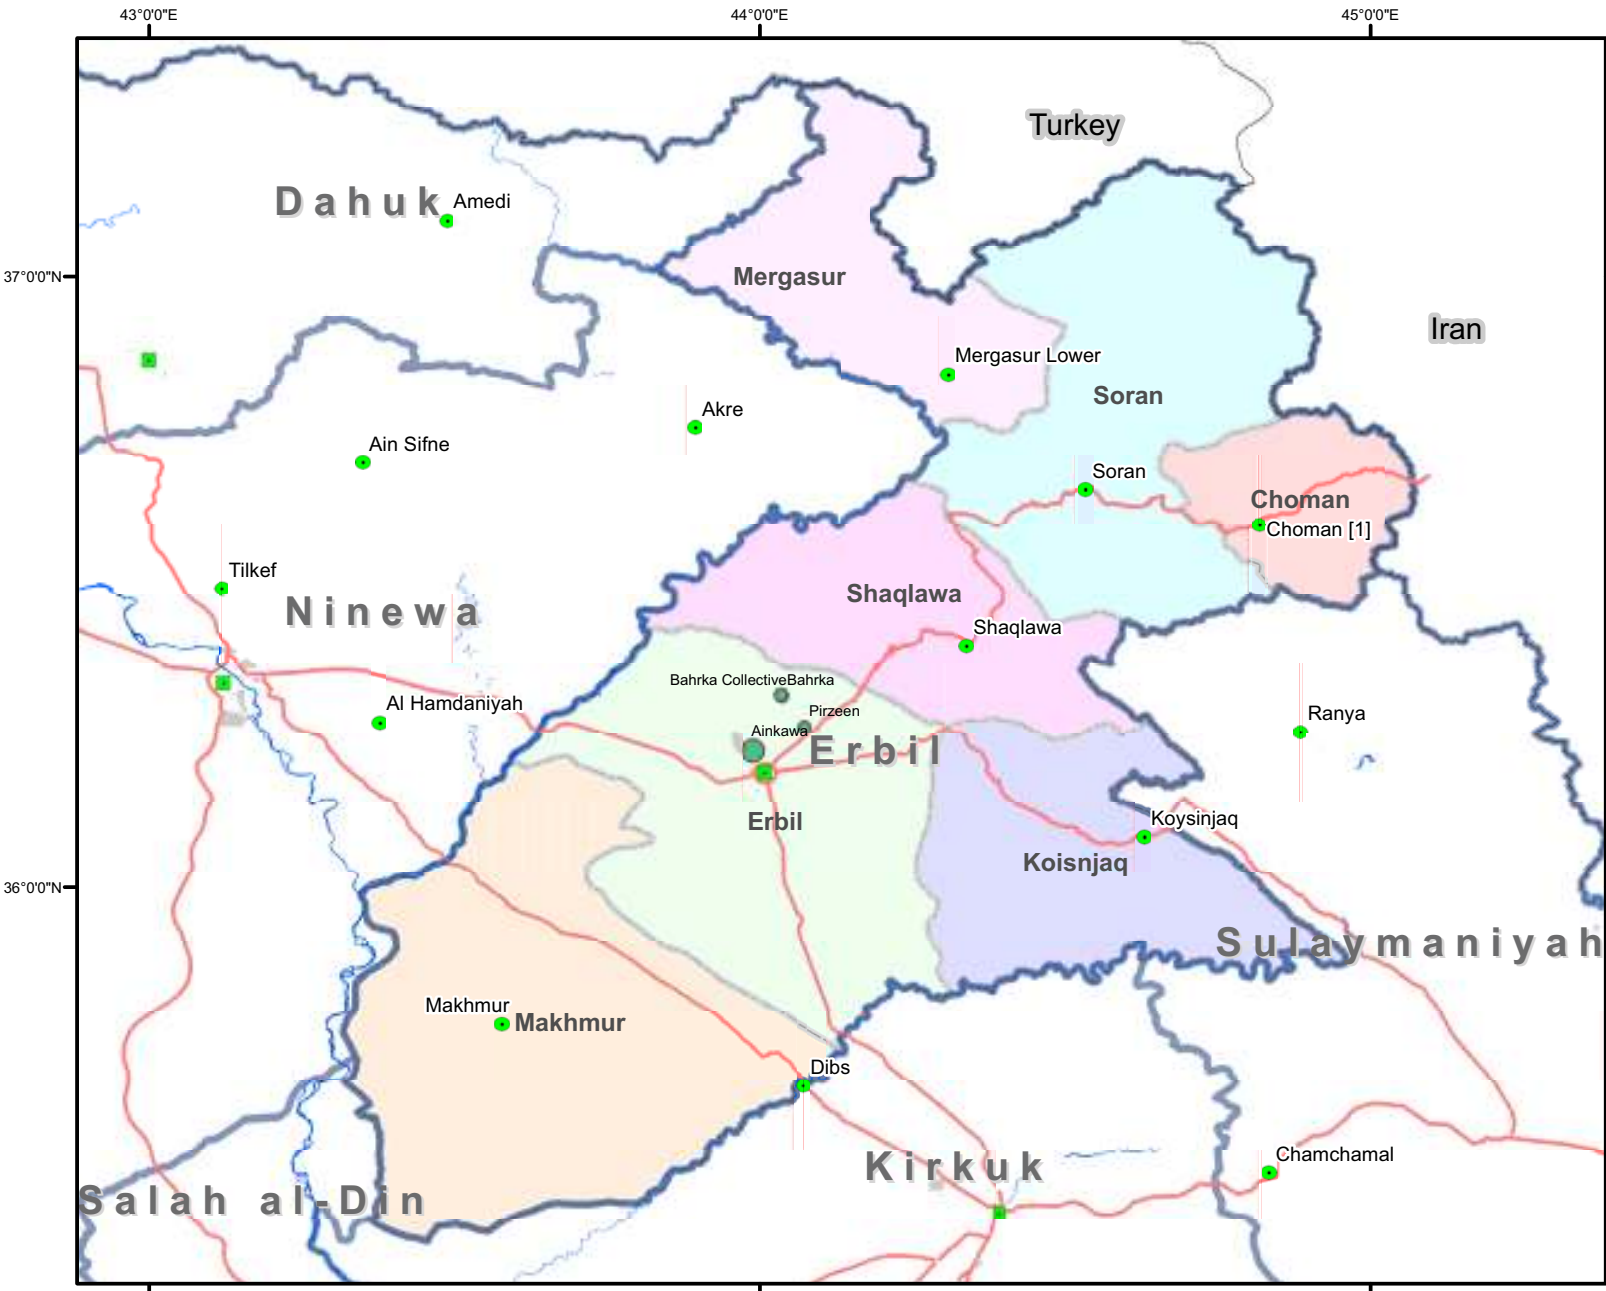 43°0'0"E
44°0'0"E
45°0'0"E
Turkey
Dahuk
Amedi
37°0'0"N
Mergasur
Iran
Mergasur Lower
Soran
Akre
Ain Sifne
Soran
Choman
Choman [1]
Tilkef
Ninewa
Shaqlawa
Shaqlawa
Bahrka CollectiveBahrka
Al Hamdaniyah
Pirzeen
Ranya
Ainkawa
Erbil
Erbil
Koysinjaq
Koisnjaq
36°0'0"N
Sulaymaniyah
Makhmur
Makhmur
Dibs
Kirkuk
Chamchamal
Salah al-Din